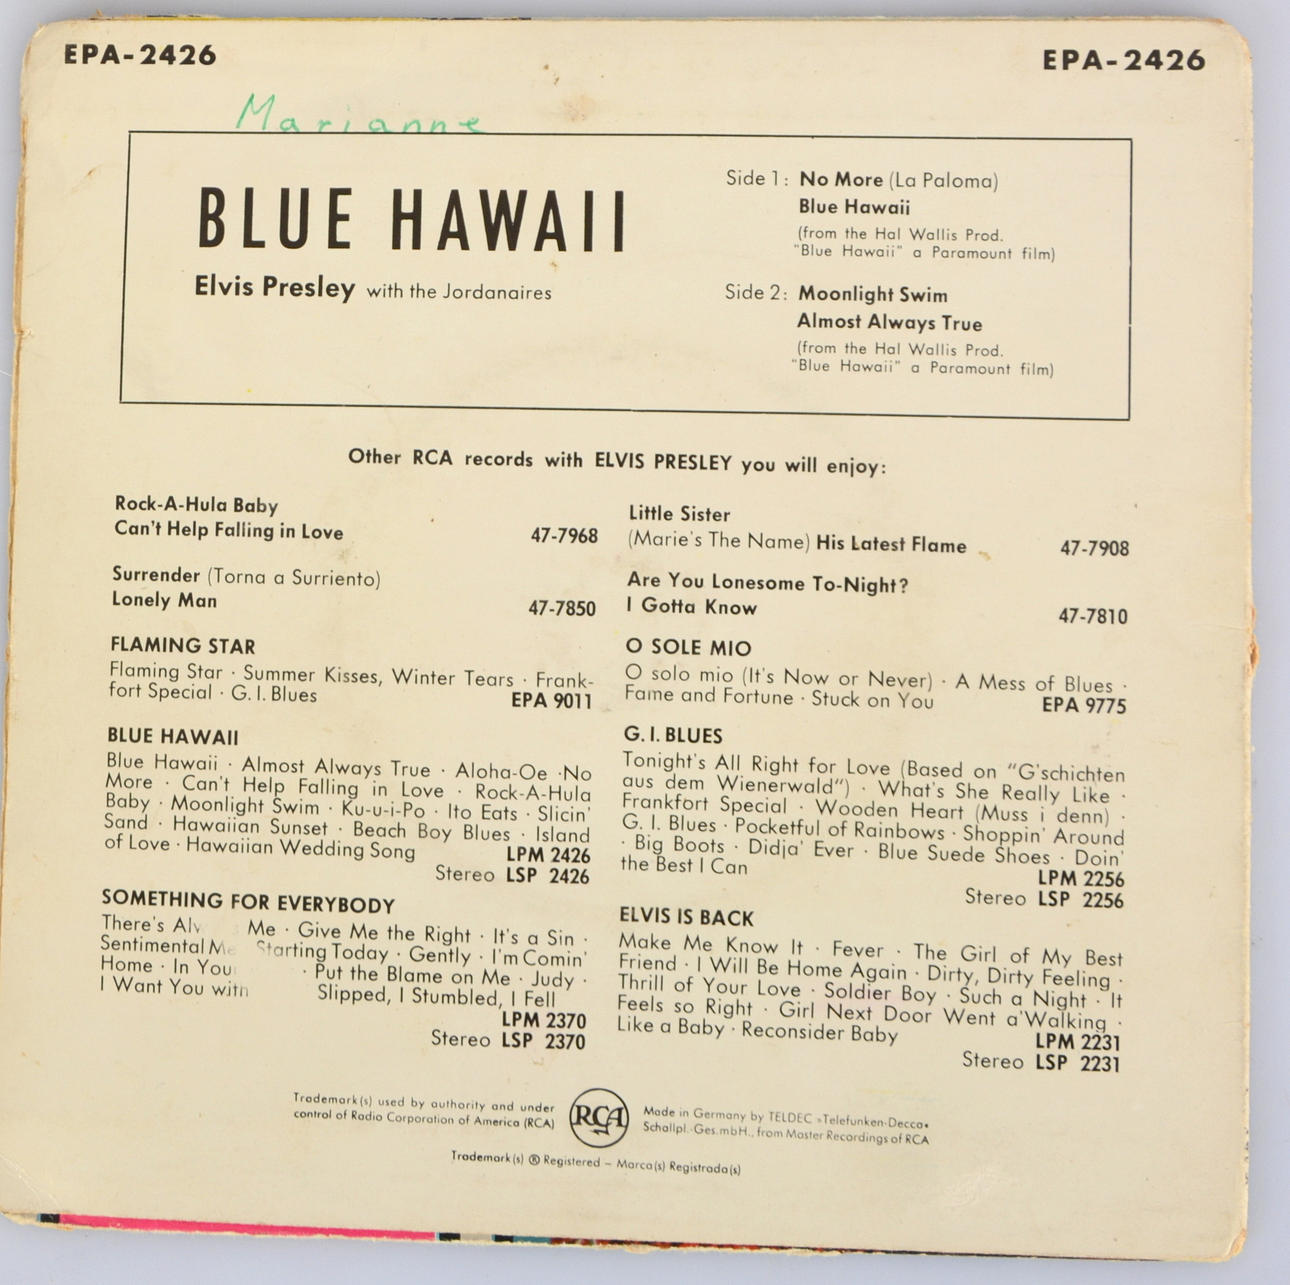 EPA-2426
EPA-2426
Marianne
BLUE HAWAII
Elvis Presley with the Jordanaires
Side 1: No More (La Paloma)
Blue Hawaii
(from the Hal Wallis Prod.
"Blue Hawaii" a Paramount film)
Side 2: Moonlight Swim
Almost Always True
(from the Hal Wallis Prod.
"Blue Hawaii" a Paramount film)
Other RCA records with ELVIS PRESLEY you will enjoy:
Rock-A-Hula Baby
Can't Help Falling in Love 47-7968
Surrender (Torna a Surriento)
Lonely Man 47-7850
FLAMING STAR
Flaming Star · Summer Kisses, Winter Tears · Frank-
fort Special · G. I. Blues EPA 9011
BLUE HAWAII
Blue Hawaii · Almost Always True · Aloha-Oe · No
More · Can't Help Falling in Love · Rock-A-Hula
Baby · Moonlight Swim · Ku-u-i-Po · Ito Eats · Slicin'
Sand · Hawaiian Sunset · Beach Boy Blues · Island
of Love · Hawaiian Wedding Song LPM 2426
Stereo LSP 2426
SOMETHING FOR EVERYBODY
There's Me · Give Me the Right · It's a Sin ·
Sentimental Starting Today · Gently · I'm Comin'
Home · In · Put the Blame on Me · Judy ·
I Want You with Slipped, I Stumbled, I Fell
LPM 2370
Stereo LSP 2370
Little Sister
(Marie's The Name) His Latest Flame 47-7908
Are You Lonesome To-Night?
I Gotta Know 47-7810
O SOLE MIO
O solo mio (It's Now or Never) · A Mess of Blues ·
Fame and Fortune · Stuck on You EPA 9775
G. I. BLUES
Tonight's All Right for Love (Based on "G'schichten
aus dem Wienerwald") · What's She Really Like ·
Frankfort Special · Wooden Heart (Muss i denn) ·
G. I. Blues · Pocketful of Rainbows · Shoppin' Around
· Big Boots · Didja' Ever · Blue Suede Shoes · Doin'
the Best I Can LPM 2256
Stereo LSP 2256
ELVIS IS BACK
Make Me Know It · Fever · The Girl of My Best
Friend · I Will Be Home Again · Dirty, Dirty Feeling ·
Thrill of Your Love · Soldier Boy · Such a Night · It
Feels so Right · Girl Next Door Went a'Walking ·
Like a Baby · Reconsider Baby LPM 2231
Stereo LSP 2231
Trademark(s) used by authority and under
control of Radio Corporation of America (RCA)
RCA
Made in Germany by TELDEC »Telefunken-Decca«
Schallpl.-Ges.mbH., from Master Recordings of RCA
Trademark(s) ® Registered – Marca(s) Registrada(s)